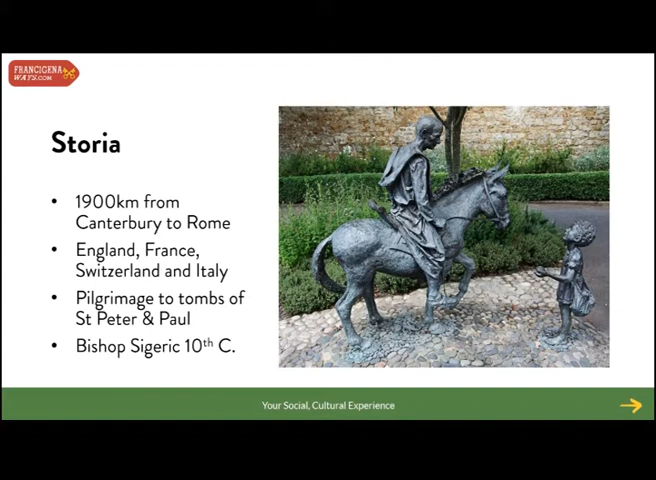 FRANCIGENA
WAYS.COM
Storia
• 1900km from
Canterbury to Rome
• England, France,
Switzerland and Italy
• Pilgrimage to tombs of
St Peter & Paul
• Bishop Sigeric 10th C.
Your Social, Cultural Experience